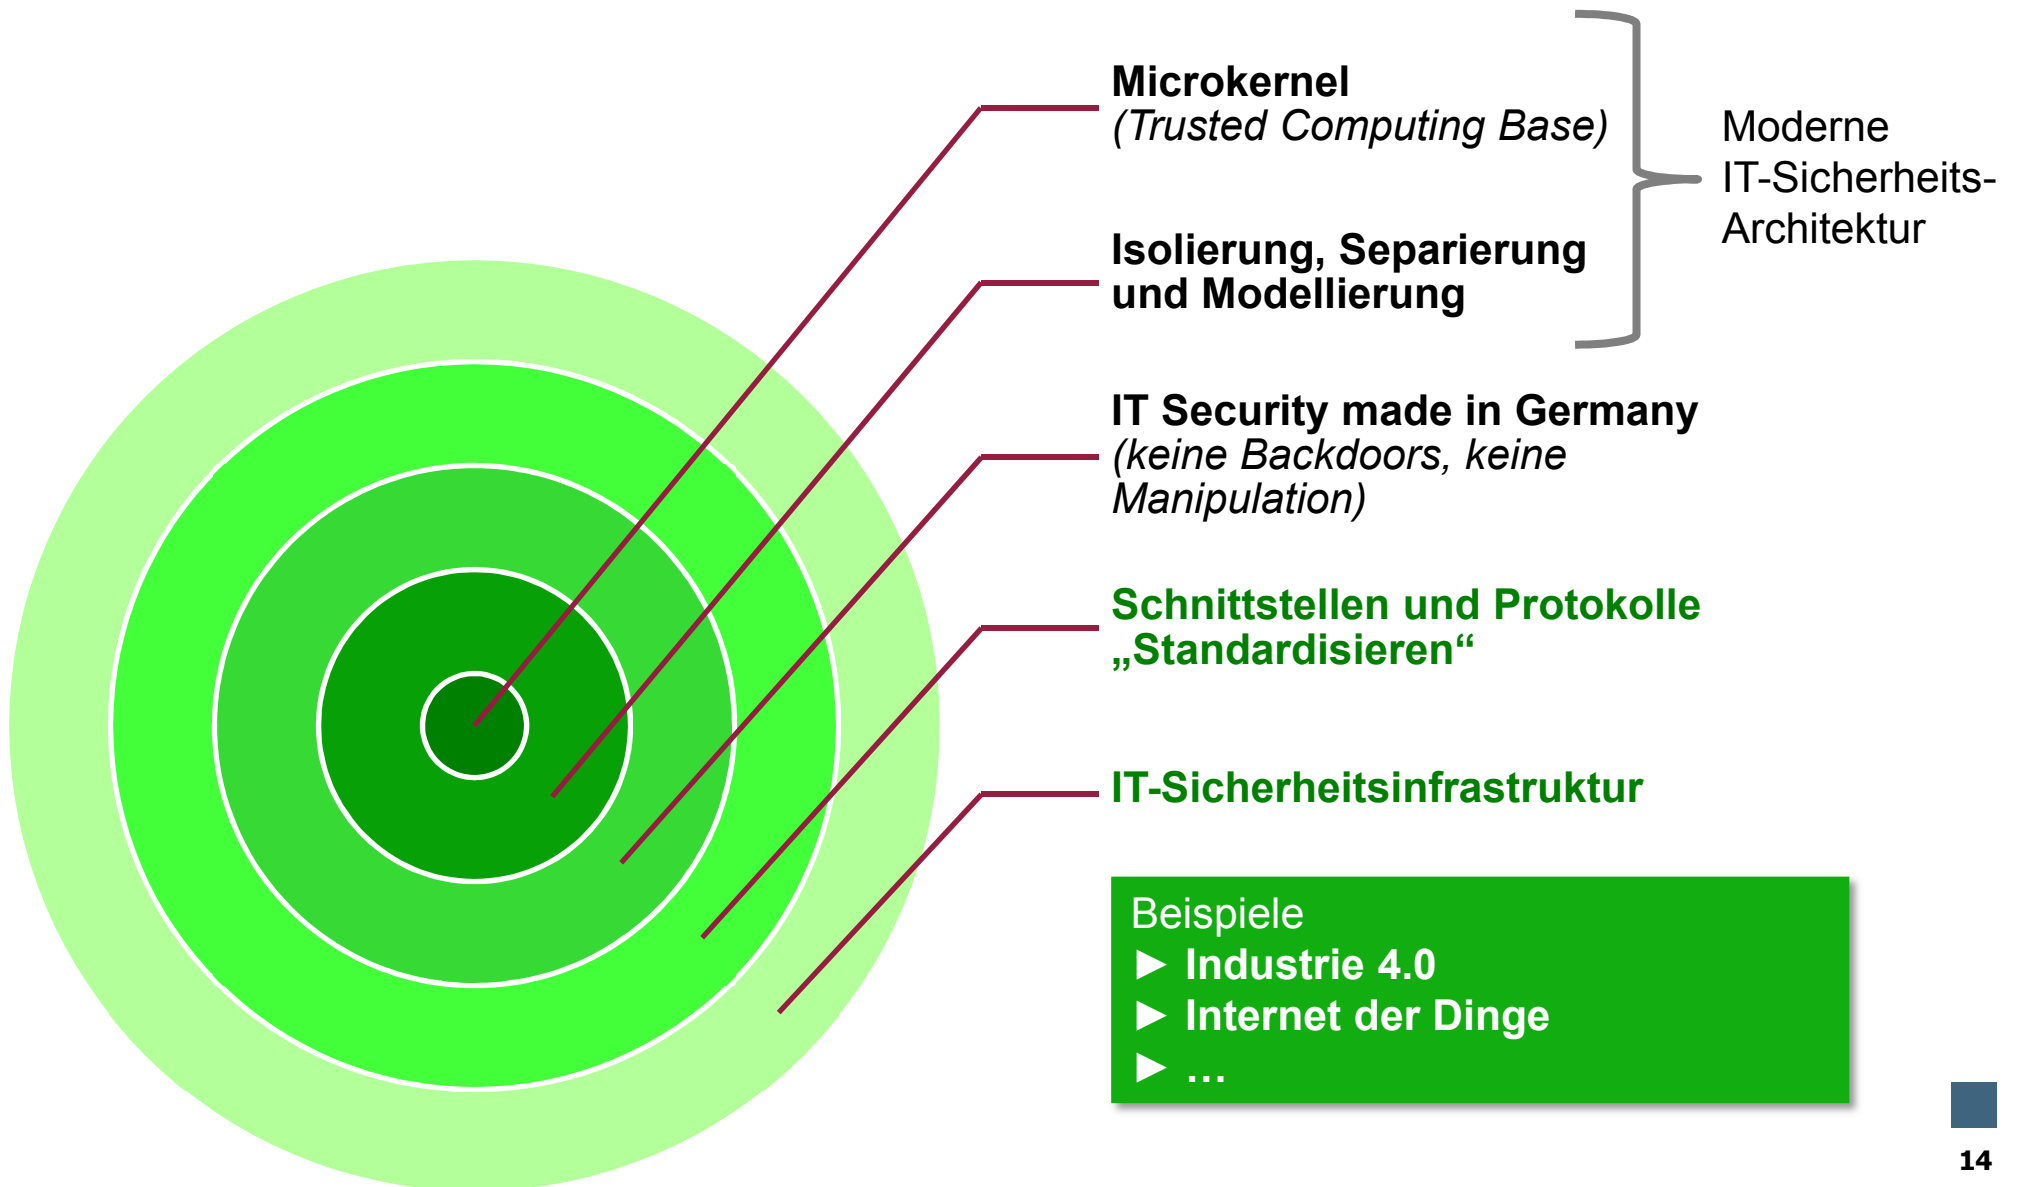 Microkernel
(Trusted Computing Base)
Moderne
IT-Sicherheits-
Architektur
Isolierung, Separierung
und Modellierung
IT Security made in Germany
(keine Backdoors, keine
Manipulation)
Schnittstellen und Protokolle
„Standardisieren“
IT-Sicherheitsinfrastruktur
Beispiele
► Industrie 4.0
► Internet der Dinge
► …
14